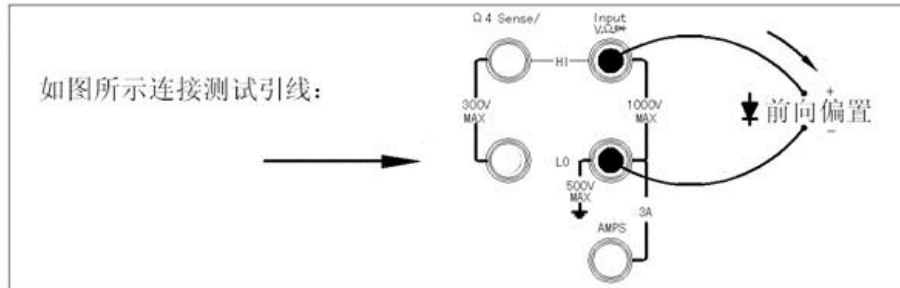 Ω 4 Sense/
Input
V.Ω
HI
如图所示连接测试引线:
300V
MAX
1000V
MAX
+
前向偏置
-
LO
500V
MAX
3A
AMPS